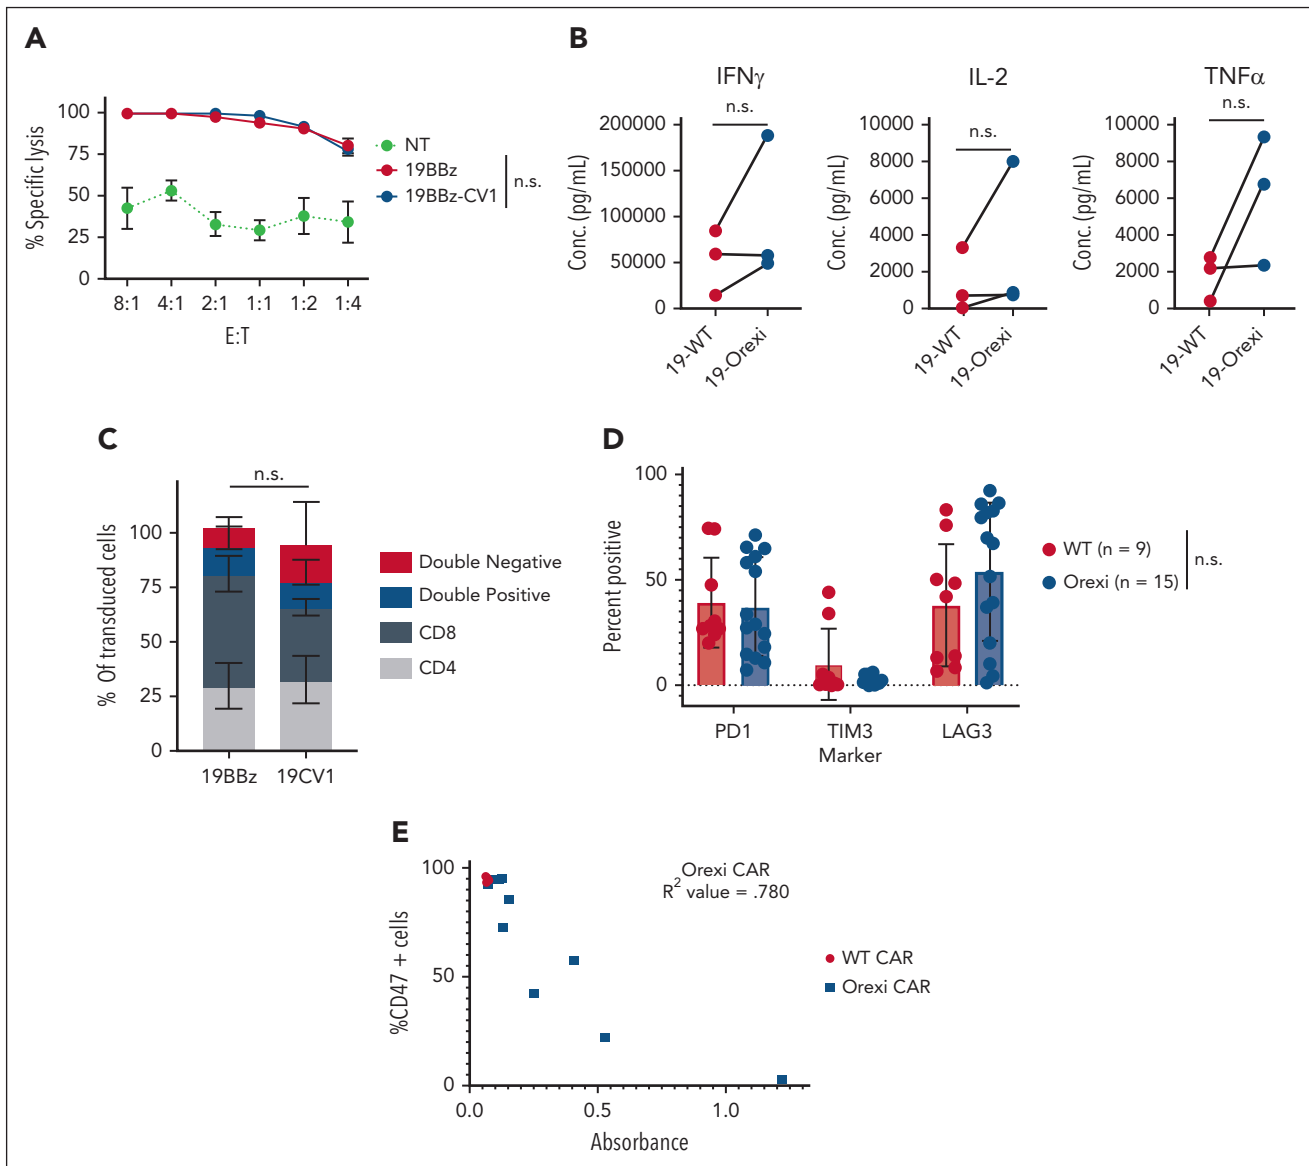 A
% Specific lysis
100
75
50
25
0
8:1 4:1 2:1 1:1 1:2 1:4
E:T
NT
19BBz
19BBz-CV1
n.s.
B
IFNγ
n.s.
Conc. (pg/mL)
200000
150000
100000
50000
0
19-WT 19-Orexi
IL-2
n.s.
Conc. (pg/mL)
10000
8000
6000
4000
2000
0
19-WT 19-Orexi
TNFα
n.s.
Conc. (pg/mL)
10000
8000
6000
4000
2000
0
19-WT 19-Orexi
C
n.s.
% Of transduced cells
100
75
50
25
0
19BBz 19CV1
Double Negative
Double Positive
CD8
CD4
D
Percent positive
100
50
0
PD1 TIM3 LAG3
Marker
WT (n = 9)
Orexi (n = 15)
n.s.
E
%CD47 + cells
100
50
0
0.0 0.5 1.0
Absorbance
Orexi CAR
R2 value = .780
WT CAR
Orexi CAR